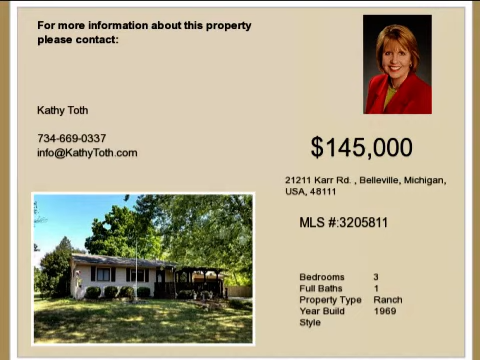 For more information about this property
please contact:
Kathy Toth
734-669-0337
info@KathyToth.com
$145,000
21211 Karr Rd. , Belleville, Michigan,
USA, 48111
MLS #:3205811
Bedrooms 3
Full Baths 1
Property Type Ranch
Year Build 1969
Style